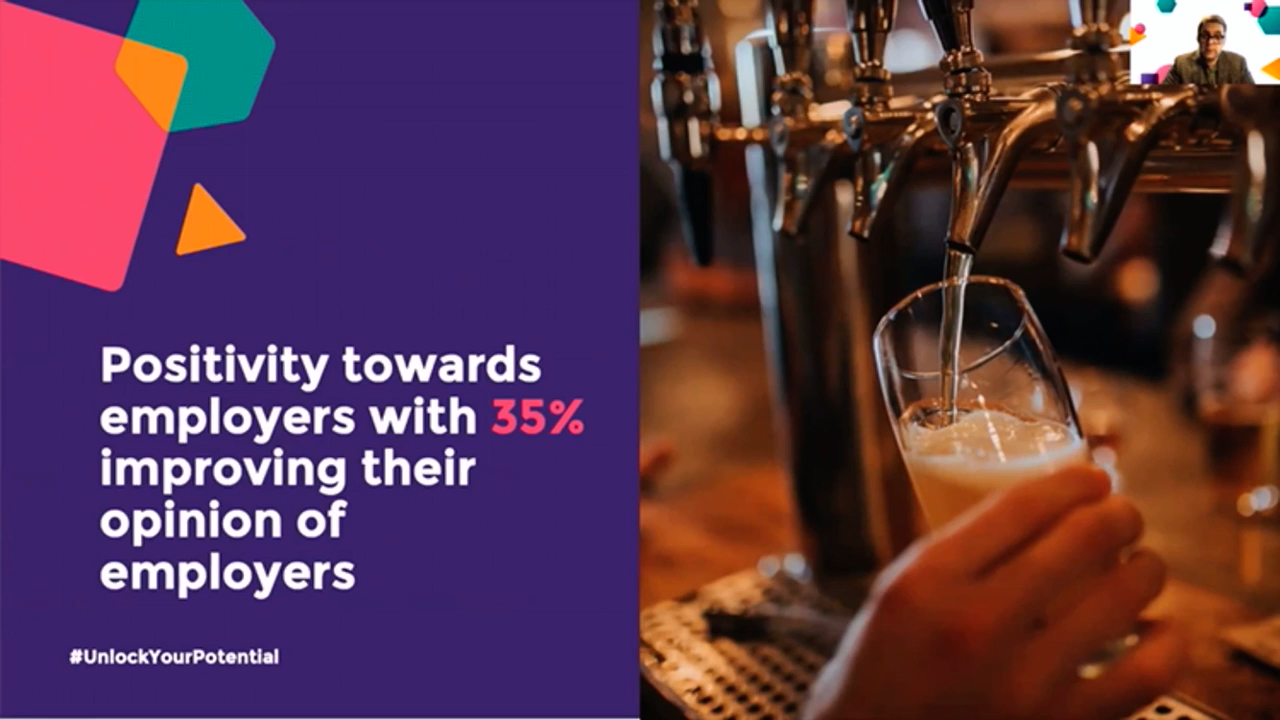 Positivity towards
employers with 35%
improving their
opinion of
employers
#UnlockYourPotential